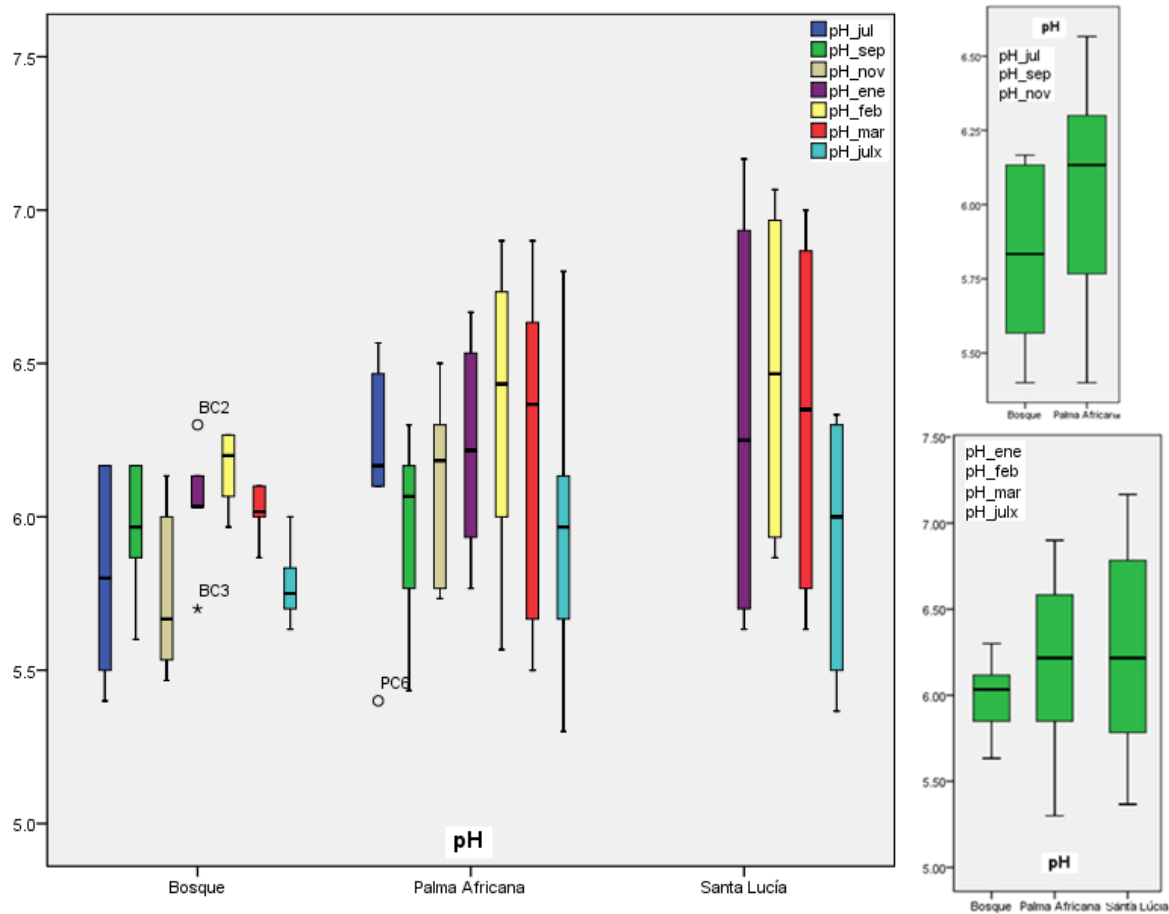 pH_jul
pH_sep
pH_nov
pH_ene
pH_feb
pH_mar
pH_julx
7.5
7.0
6.5
6.0
5.5
5.0
BC2
BC3
*
PC6
pH
Bosque Palma Africana Santa Lucía
pH
pH_jul
pH_sep
pH_nov
6.50
6.25
6.00
5.75
5.50
Bosque Palma Africana
7.50
7.00
6.50
6.00
5.50
5.00
pH_ene
pH_feb
pH_mar
pH_julx
pH
Bosque Palma Africana Santa Lúcia